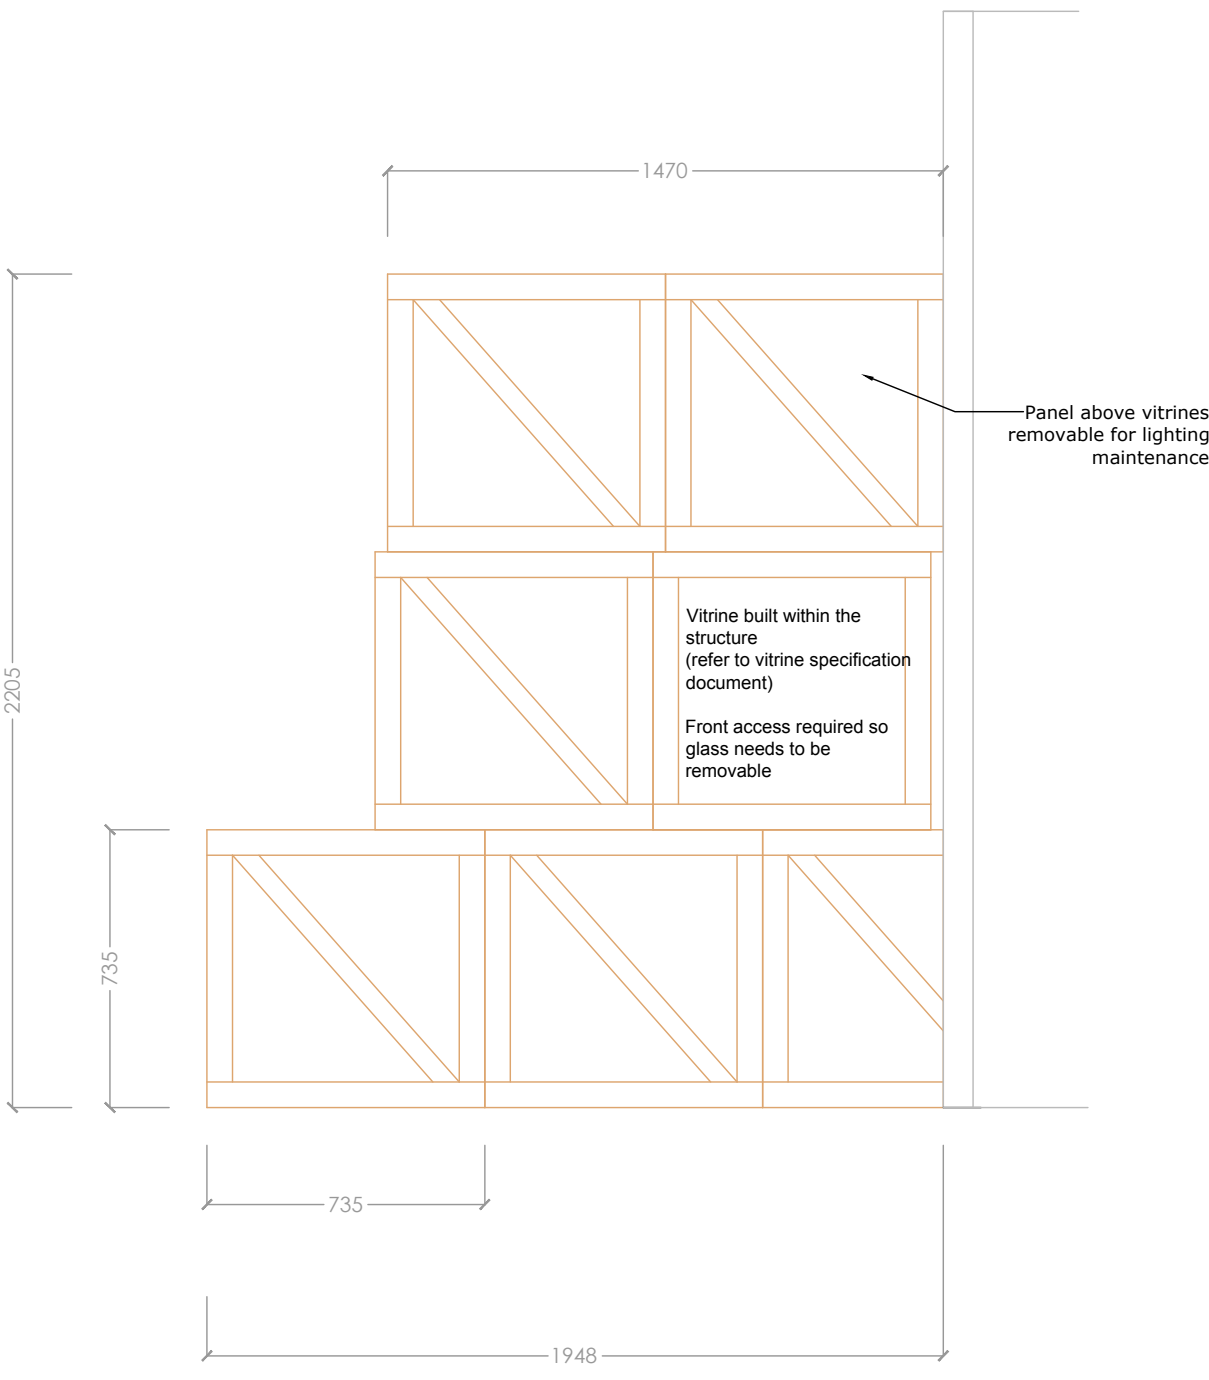 1470
2205
Panel above vitrines
removable for lighting
maintenance
Vitrine built within the
structure
(refer to vitrine specification
document)
Front access required so
glass needs to be
removable
735
735
1948